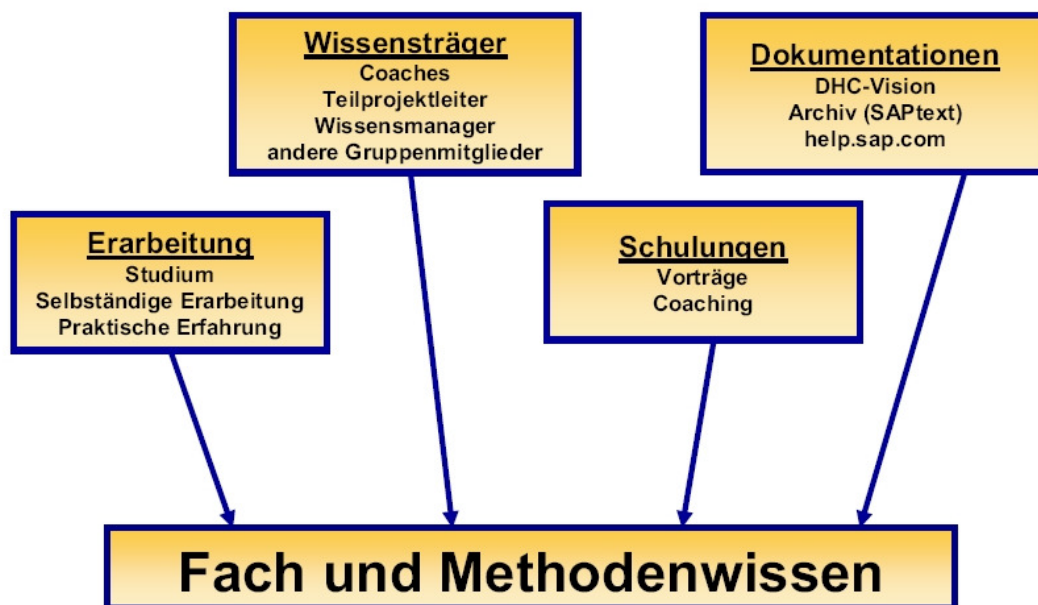 Wissensträger
Coaches
Teilprojektleiter
Wissensmanager
andere Gruppenmitglieder
Dokumentationen
DHC-Vision
Archiv (SAPtext)
help.sap.com
Erarbeitung
Studium
Selbständige Erarbeitung
Praktische Erfahrung
Schulungen
Vorträge
Coaching
Fach und Methodenwissen